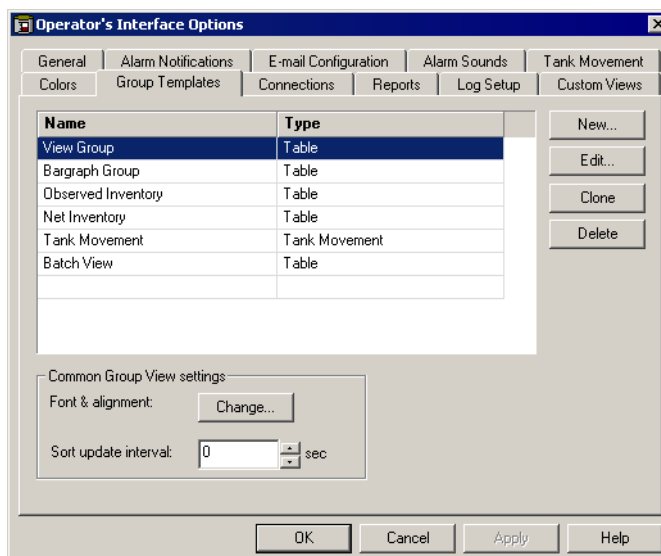 Operator's Interface Options
General Alarm Notifications E-mail Configuration Alarm Sounds Tank Movement
Colors Group Templates Connections Reports Log Setup Custom Views
Name Type
View Group Table
Bargraph Group Table
Observed Inventory Table
Net Inventory Table
Tank Movement Tank Movement
Batch View Table
New...
Edit...
Clone
Delete
Common Group View settings
Font & alignment: Change...
Sort update interval: 0 sec
OK Cancel Apply Help